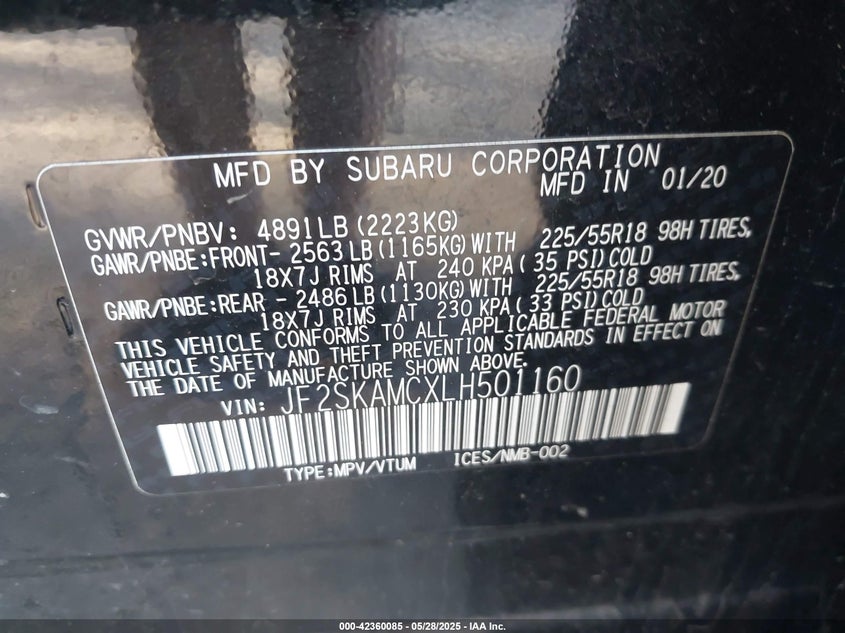 MFD BY SUBARU CORPORATION
MFD IN 01/20
GVWR/PNBV: 4891LB (2223KG)
GAWR/PNBE:FRONT- 2563LB (1165KG) WITH 225/55R18 98H TIRES,
18X7J RIMS AT 240 KPA( 35 PSI) COLD
GAWR/PNBE:REAR - 2486LB (1130KG) WITH 225/55R18 98H TIRES,
18X7J RIMS AT 230 KPA( 33 PSI) COLD
THIS VEHICLE CONFORMS TO ALL APPLICABLE FEDERAL MOTOR
VEHICLE SAFETY AND THEFT PREVENTION STANDARDS IN EFFECT ON
THE DATE OF MANUFACTURE SHOWN ABOVE.
VIN: JF2SKAMCXLH501160
TYPE:MPV/VTUM ICES/NMB-002
000-42360085 - 05/28/2025 - IAA Inc.